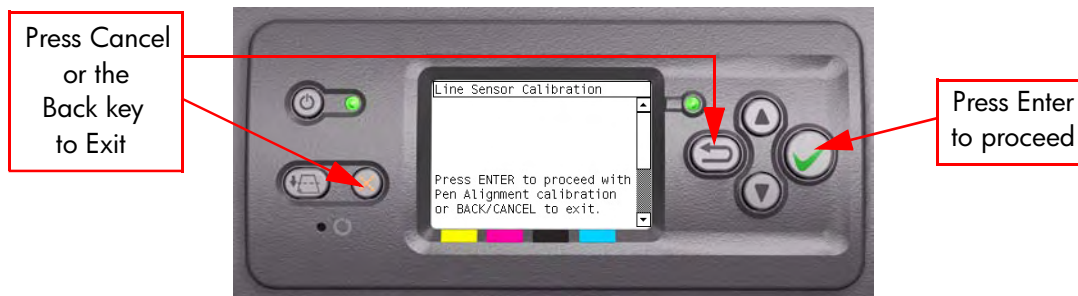 Press Cancel
or the
Back key
to Exit
Line Sensor Calibration
Press ENTER to proceed with
Pen Alignment calibration
or BACK/CANCEL to exit.
Press Enter
to proceed